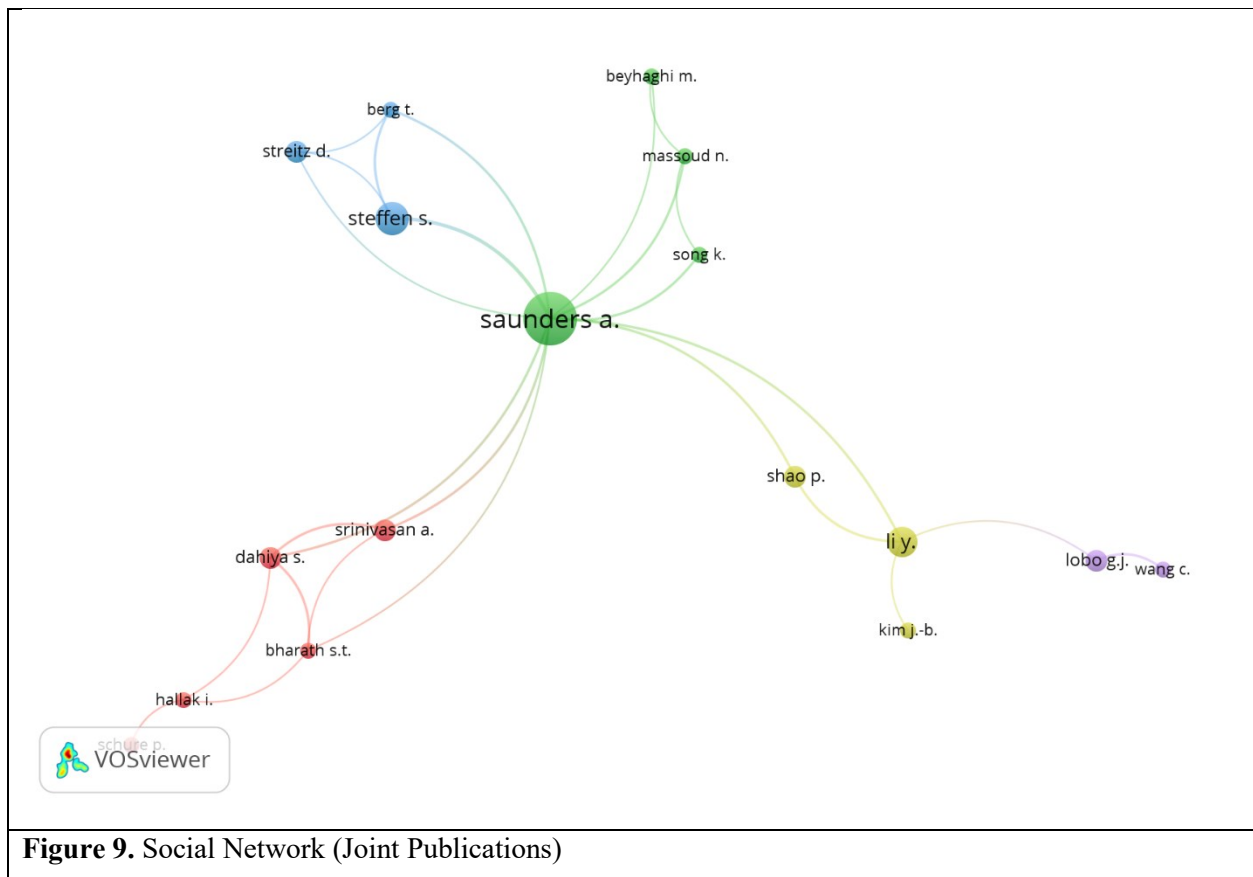 beyhaghi m.
berg t.
streitz d.
massoud n.
steffen s.
song k.
saunders a.
shao p.
srinivasan a.
li y.
dahiya s.
lobo g.j.
wang c.
kim j.-b.
bharath s.t.
hallak i.
schure p.
VOSviewer
Figure 9. Social Network (Joint Publications)